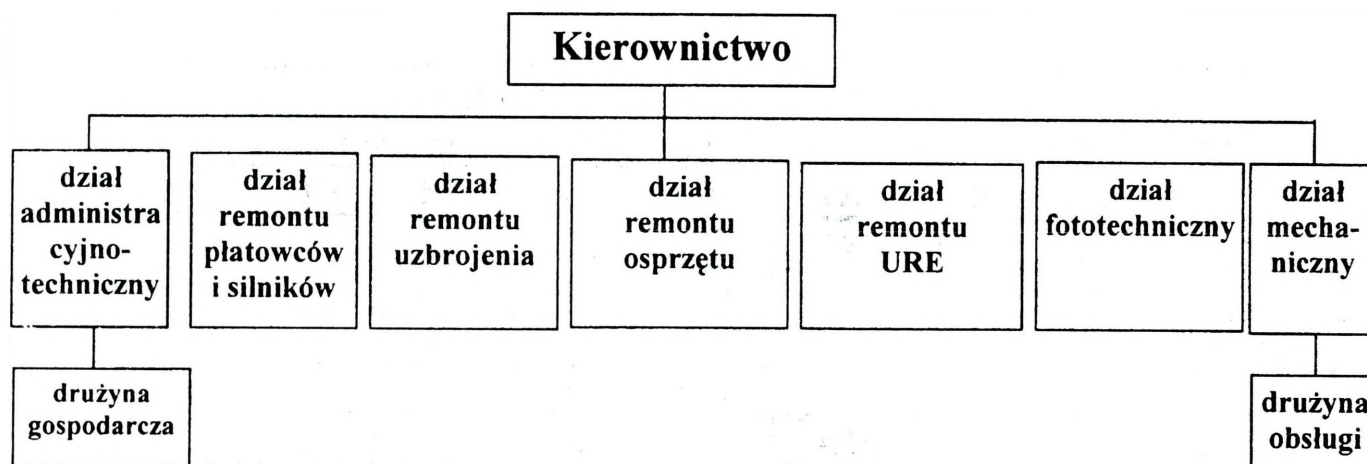 Kierownictwo
dział
administra
cyjno-
techniczny
dział
remontu
płatowców
i silników
dział
remontu
uzbrojenia
dział
remontu
osprzętu
dział
remontu
URE
dział
fototechniczny
dział
mecha-
niczny
drużyna
gospodarcza
drużyna
obsługi